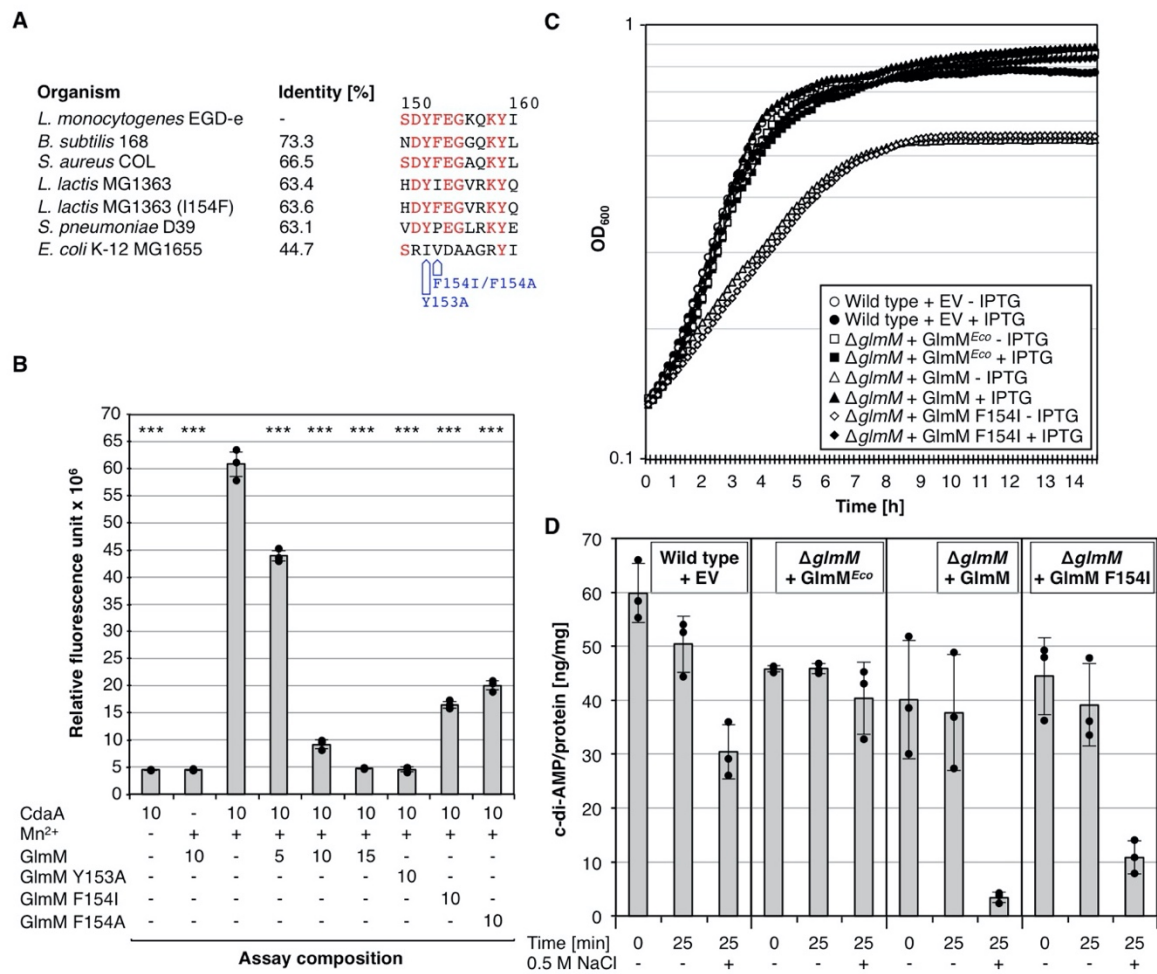 A
Organism Identity [%] 150 160
L. monocytogenes EGD-e - SDYFEGKQKYI
B. subtilis 168 73.3 NDYFEGGQKYL
S. aureus COL 66.5 SDYFEGAQKYL
L. lactis MG1363 63.4 HDYIEGVRKYQ
L. lactis MG1363 (I154F) 63.6 HDYFEGVRKYQ
S. pneumoniae D39 63.1 VDYPEGLRKYE
E. coli K-12 MG1655 44.7 SRIVDAAGRYI
F154I/F154A
Y153A
B
Relative fluorescence unit x 10⁶
70
65
60
55
50
45
40
35
30
25
20
15
10
5
0
*** *** *** *** *** *** *** ***
CdaA 10 - 10 10 10 10 10 10 10
Mn²⁺ - + + + + + + + +
GlmM - 10 - 5 10 15 - - -
GlmM Y153A - - - - - - 10 - -
GlmM F154I - - - - - - - 10 -
GlmM F154A - - - - - - - - 10
Assay composition
C
OD₆₀₀
1
0.1
0 1 2 3 4 5 6 7 8 9 10 11 12 13 14
Time [h]
Wild type + EV - IPTG
Wild type + EV + IPTG
ΔglmM + GlmMᴱᶜᵒ - IPTG
ΔglmM + GlmMᴱᶜᵒ + IPTG
ΔglmM + GlmM - IPTG
ΔglmM + GlmM + IPTG
ΔglmM + GlmM F154I - IPTG
ΔglmM + GlmM F154I + IPTG
D
c-di-AMP/protein [ng/mg]
70
60
50
40
30
20
10
0
Wild type
+ EV
ΔglmM
+ GlmMᴱᶜᵒ
ΔglmM
+ GlmM
ΔglmM
+ GlmM F154I
Time [min] 0 25 25 0 25 25 0 25 25 0 25 25
0.5 M NaCl - - + - - + - - + - - +